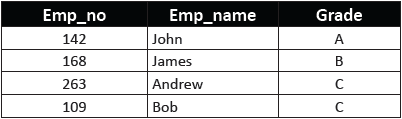 Emp_no Emp_name Grade
142 John A
168 James B
263 Andrew C
109 Bob C